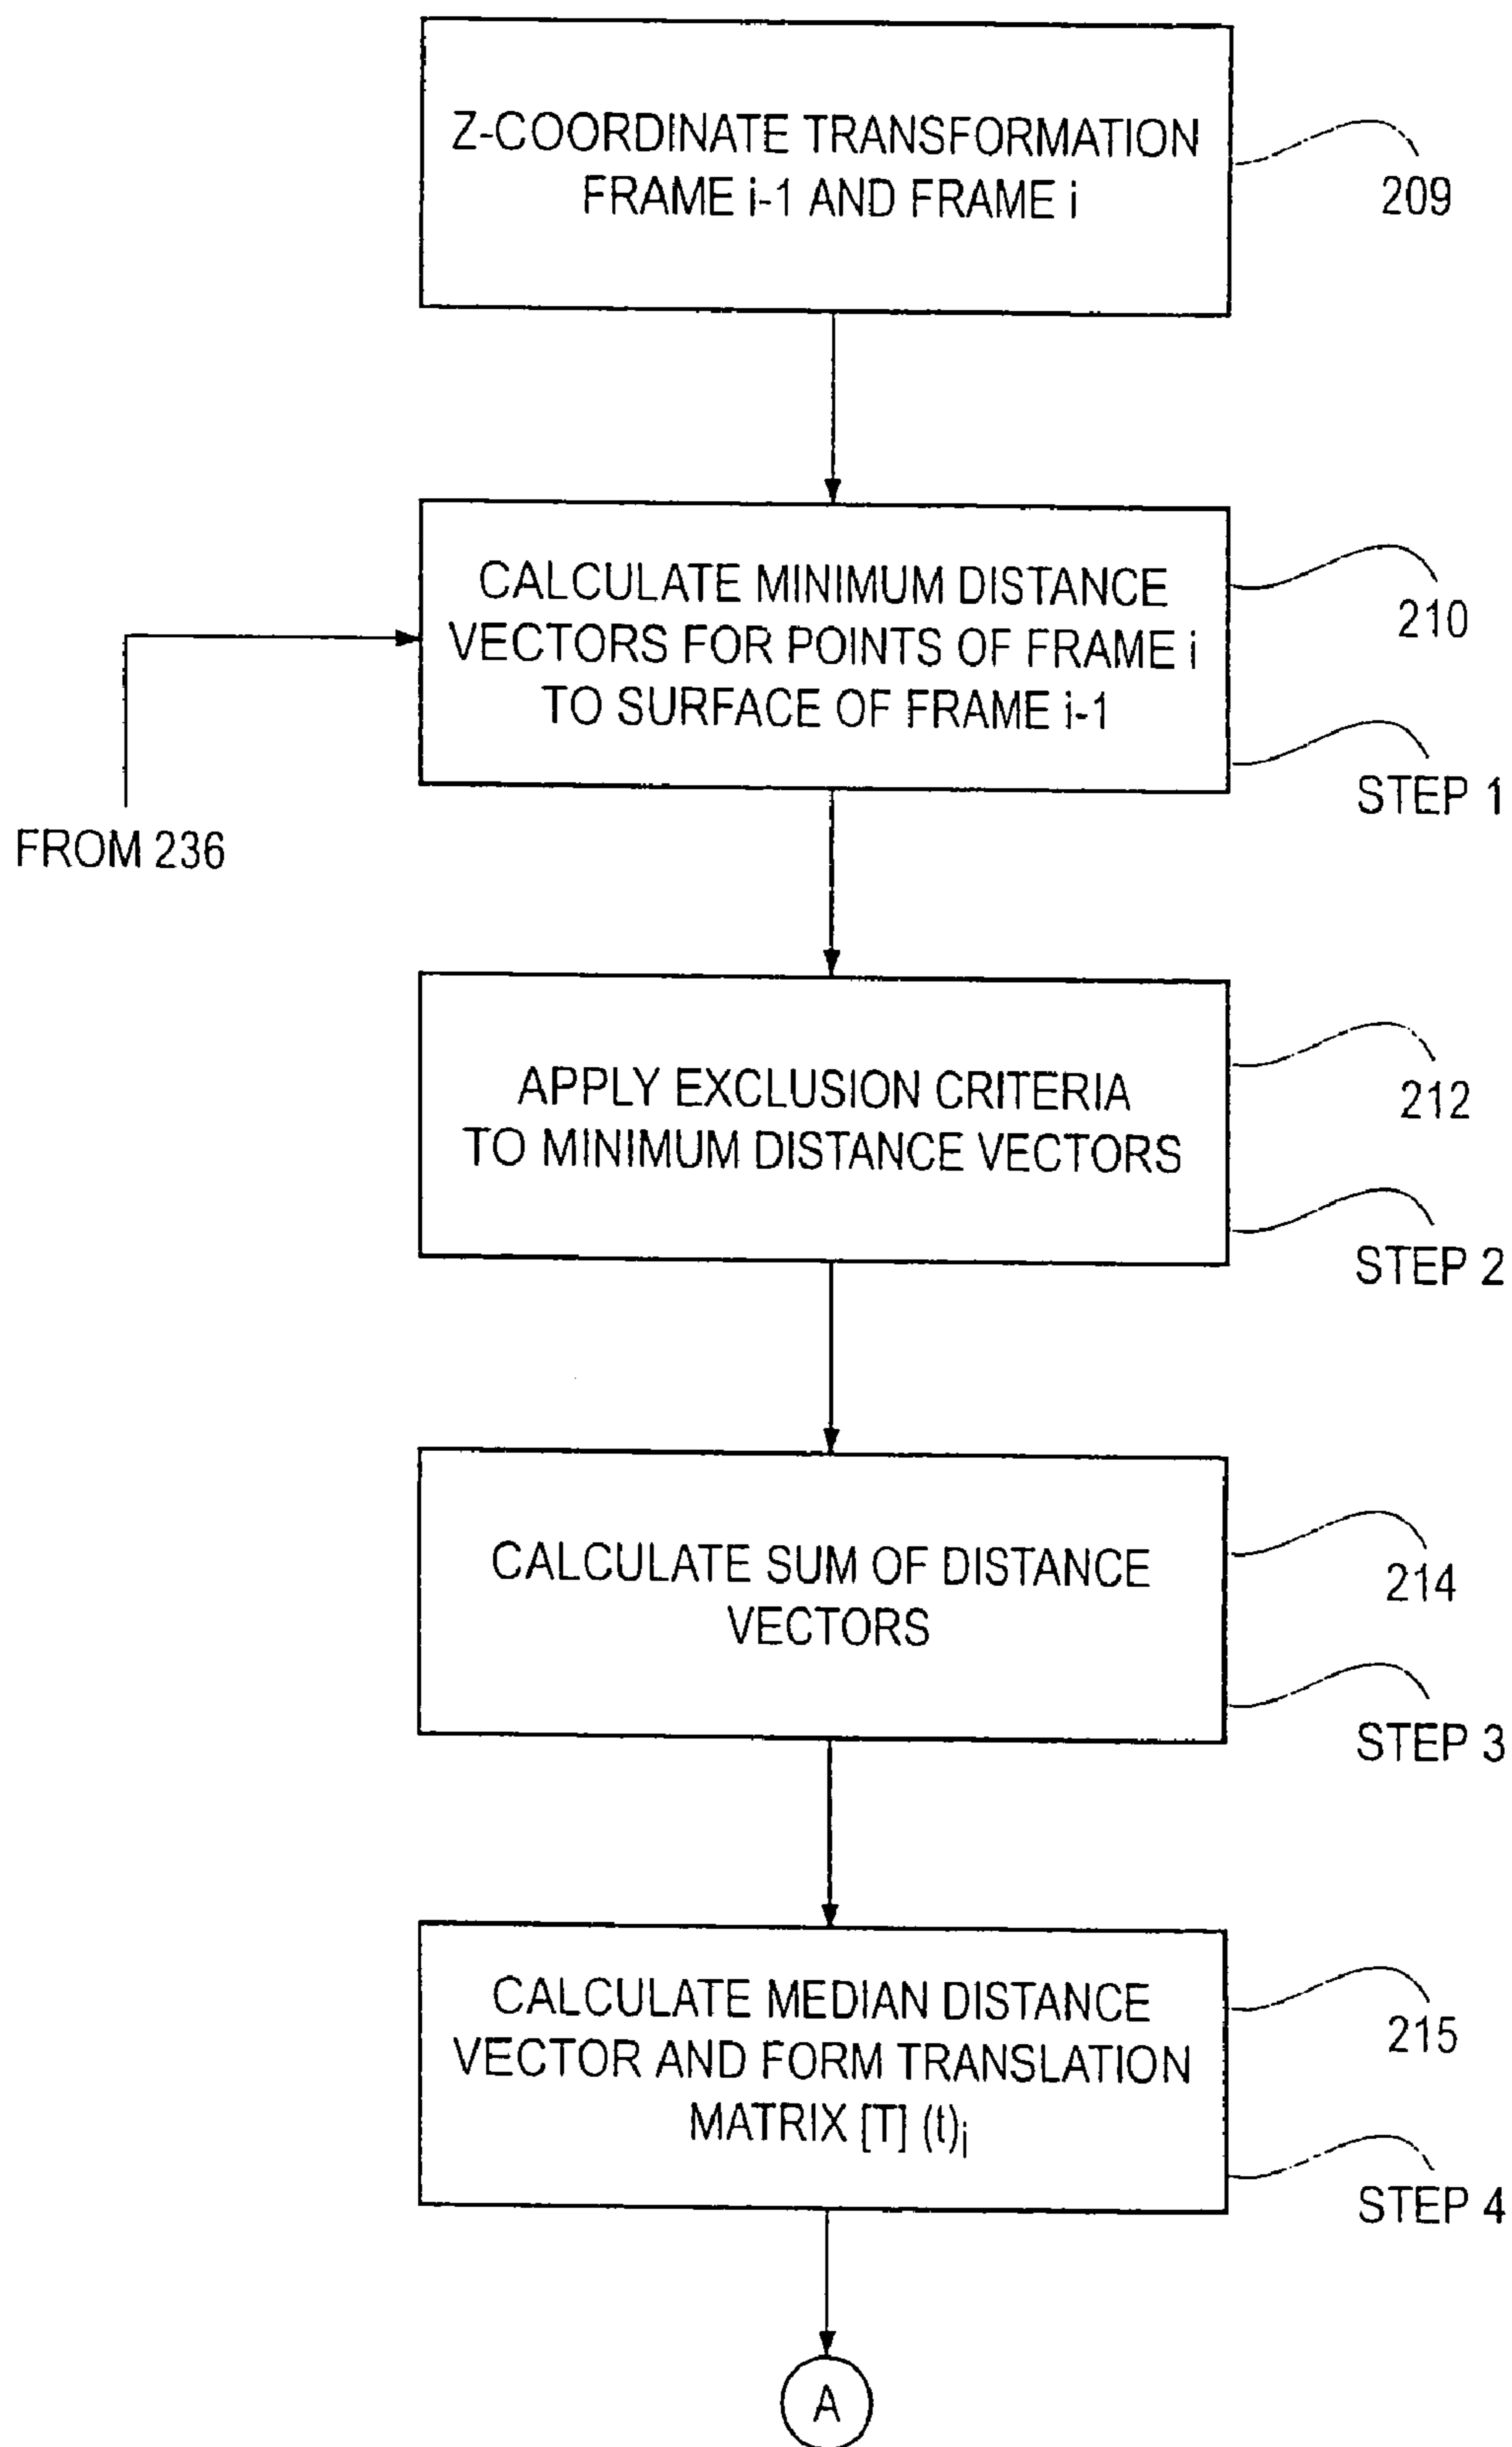 Z-COORDINATE TRANSFORMATION
FRAME i-1 AND FRAME i
209
CALCULATE MINIMUM DISTANCE
VECTORS FOR POINTS OF FRAME i
TO SURFACE OF FRAME i-1
210
STEP 1
FROM 236
APPLY EXCLUSION CRITERIA
TO MINIMUM DISTANCE VECTORS
212
STEP 2
CALCULATE SUM OF DISTANCE
VECTORS
214
STEP 3
CALCULATE MEDIAN DISTANCE
VECTOR AND FORM TRANSLATION
MATRIX [T] (t)i
215
STEP 4
A